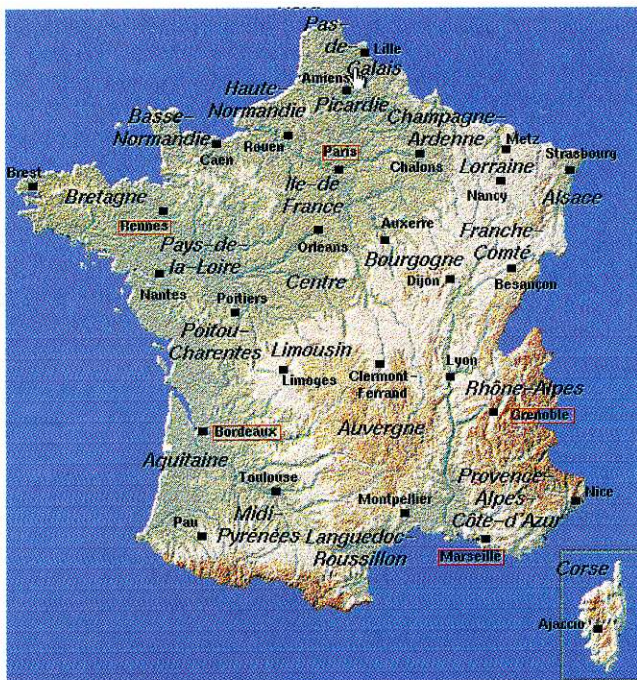 Pas-
de-
Calais
Lille
Amiens
Picardie
Haute-
Normandie
Rouen
Basse-
Normandie
Caen
Champagne-
Ardenne
Chalons
Metz
Lorraine
Nancy
Strasbourg
Alsace
Brest
Bretagne
Rennes
Paris
Ile-de
France
Pays-de-
la-Loire
Nantes
Orléans
Centre
Auxerre
Bourgogne
Dijon
Franche-
Comté
Besançon
Poitiers
Poitou-
Charentes
Limousin
Limoges
Clermont-
Ferrand
Auvergne
Lyon
Rhône-Alpes
Grenoble
Bordeaux
Aquitaine
Toulouse
Midi-
Pyrénées
Pau
Montpellier
Languedoc-
Roussillon
Provence-
Alpes-
Côte-d'Azur
Nice
Marseille
Corse
Ajaccio